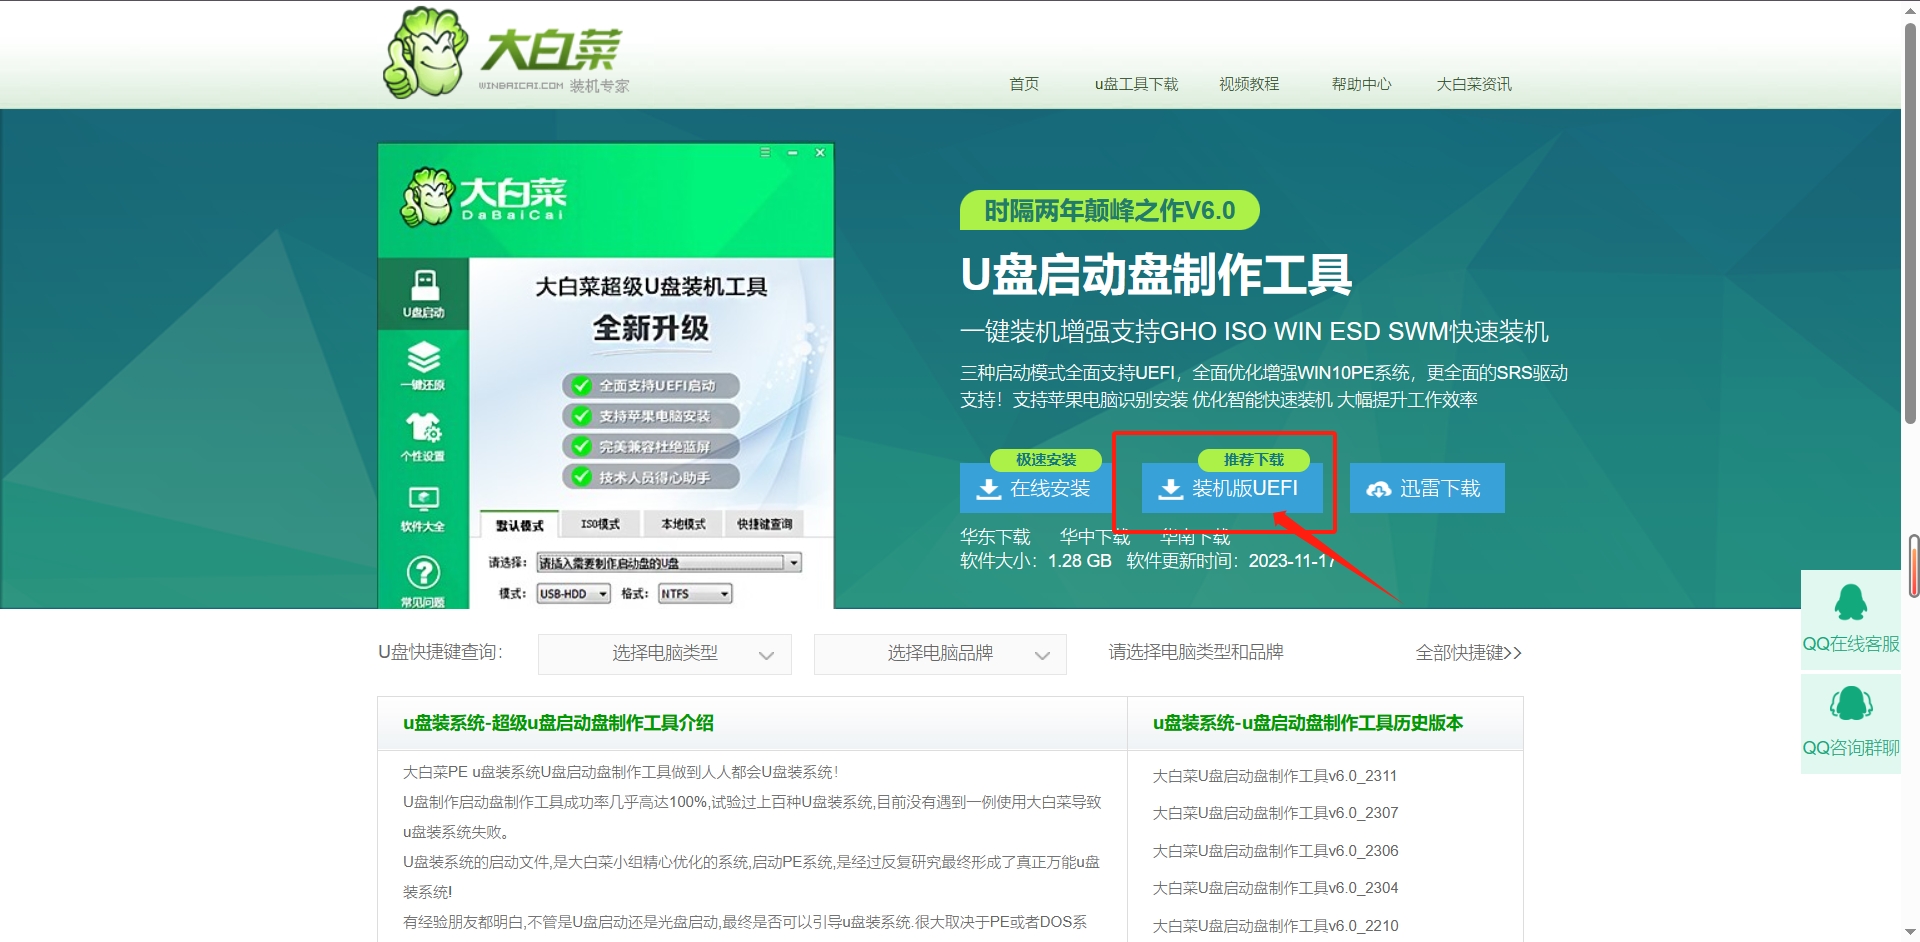 大白菜
WINBAICAI.COM 装机专家
首页
u盘工具下载
视频教程
帮助中心
大白菜资讯
大白菜
DaBaiCai
U盘启动
一键还原
个性设置
软件大全
常见问题
大白菜超级U盘装机工具
全新升级
全面支持UEFI启动
支持苹果电脑安装
完美兼容杜绝蓝屏
技术人员得心助手
默认模式
ISO模式
本地模式
快捷键查询
请选择: 请插入需要制作启动盘的U盘
模式: USB-HDD 格式: NTFS
时隔两年颠峰之作V6.0
U盘启动盘制作工具
一键装机增强支持GHO ISO WIN ESD SWM快速装机
三种启动模式全面支持UEFI，全面优化增强WIN10PE系统，更全面的SRS驱动
支持！支持苹果电脑识别安装 优化智能快速装机 大幅提升工作效率
极速安装
在线安装
推荐下载
装机版UEFI
迅雷下载
华东下载 华中下载 华南下载
软件大小：1.28 GB 软件更新时间：2023-11-17
U盘快捷键查询：
选择电脑类型
选择电脑品牌
请选择电脑类型和品牌
全部快捷键>>
QQ在线客服
QQ咨询群聊
u盘装系统-超级u盘启动盘制作工具介绍
大白菜PE u盘装系统U盘启动盘制作工具做到人人都会U盘装系统！
U盘制作启动盘制作工具成功率几乎高达100%,试验过上百种U盘装系统,目前没有遇到一例使用大白菜导致
u盘装系统失败。
U盘装系统的启动文件,是大白菜小组精心优化的系统,启动PE系统,是经过反复研究最终形成了真正万能u盘
装系统!
有经验朋友都明白,不管是U盘启动还是光盘启动,最终是否可以引导u盘装系统.很大取决于PE或者DOS系
u盘装系统-u盘启动盘制作工具历史版本
大白菜U盘启动盘制作工具v6.0_2311
大白菜U盘启动盘制作工具v6.0_2307
大白菜U盘启动盘制作工具v6.0_2306
大白菜U盘启动盘制作工具v6.0_2304
大白菜U盘启动盘制作工具v6.0_2210